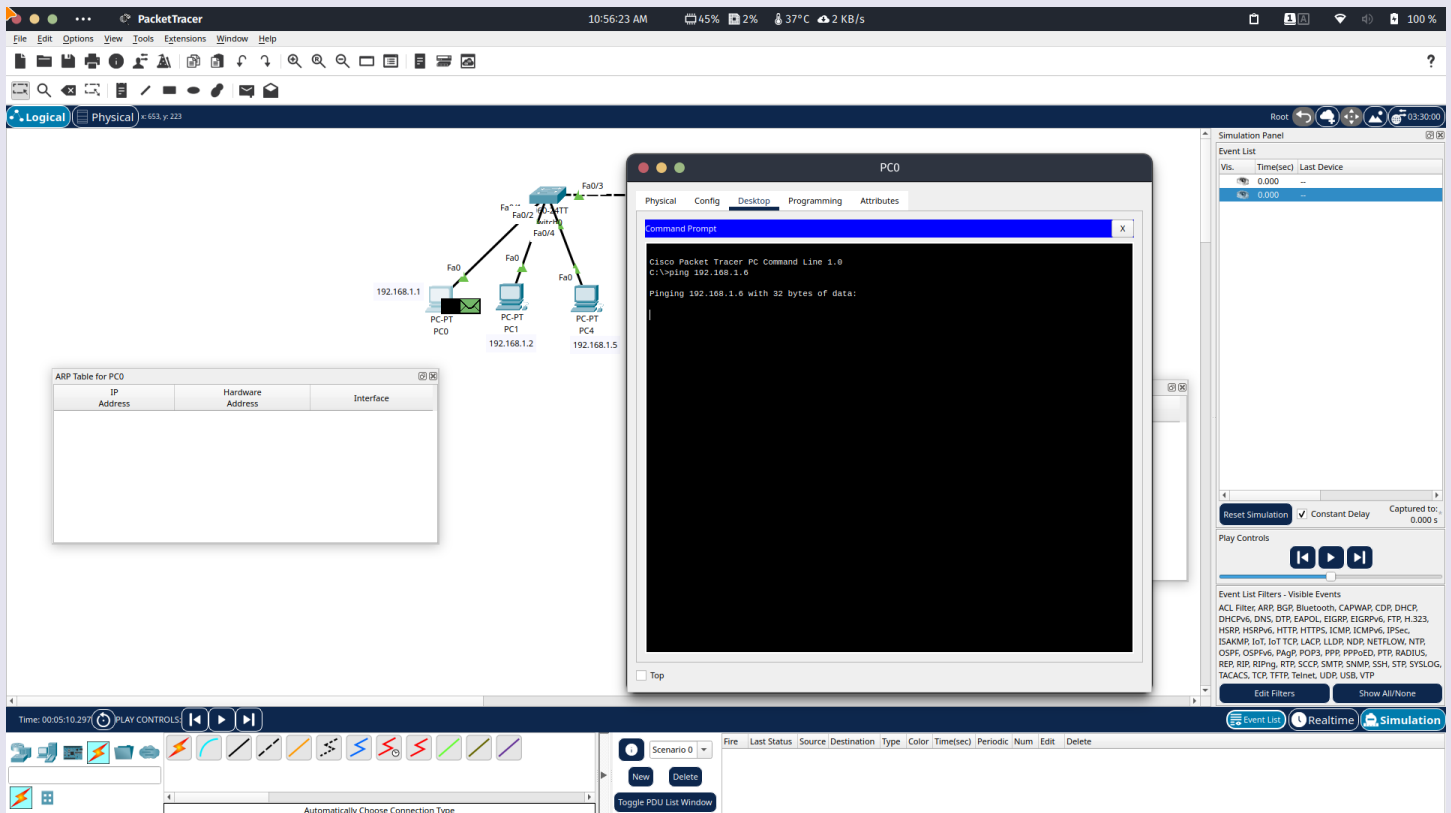 PacketTracer
10:56:23 AM
45%
2%
37°C
2 KB/s
1
A
100 %
File Edit Options View Tools Extensions Window Help
?
Logical
Physical
x: 653, y: 223
Root
03:30:00
Simulation Panel
Event List
Vis. Time(sec) Last Device
0.000 --
0.000 --
Fa0/3
Fa0/2
Fa0/4
Fa0
Fa0
Fa0
192.168.1.1
PC-PT
PC0
PC-PT
PC1
192.168.1.2
PC-PT
PC4
192.168.1.5
ARP Table for PC0
IP Address
Hardware Address
Interface
PC0
Physical Config Desktop Programming Attributes
Command Prompt
X
Cisco Packet Tracer PC Command Line 1.0
C:\>ping 192.168.1.6
Pinging 192.168.1.6 with 32 bytes of data:
Top
Reset Simulation
Constant Delay
Captured to:
0.000 s
Play Controls
Event List Filters - Visible Events
ACL Filter, ARP, BGP, Bluetooth, CAPWAP, CDP, DHCP,
DHCPv6, DNS, DTP, EAPOL, EIGRP, EIGRPv6, FTP, H.323,
HSRP, HSRPv6, HTTP, HTTPS, ICMP, ICMPv6, IPSec,
ISAKMP, IoT, IoT TCP, LACP, LLDP, NDP, NETFLOW, NTP,
OSPF, OSPFv6, PAgP, POP3, PPP, PPPoED, PTP, RADIUS,
REP, RIP, RIPng, RTP, SCCP, SMTP, SNMP, SSH, STP, SYSLOG,
TACACS, TCP, TFTP, Telnet, UDP, USB, VTP
Edit Filters
Show All/None
Time: 00:05:10.297
PLAY CONTROLS:
Event List
Realtime
Simulation
Scenario 0
New
Delete
Toggle PDU List Window
Fire Last Status Source Destination Type Color Time(sec) Periodic Num Edit Delete
Automatically Choose Connection Type